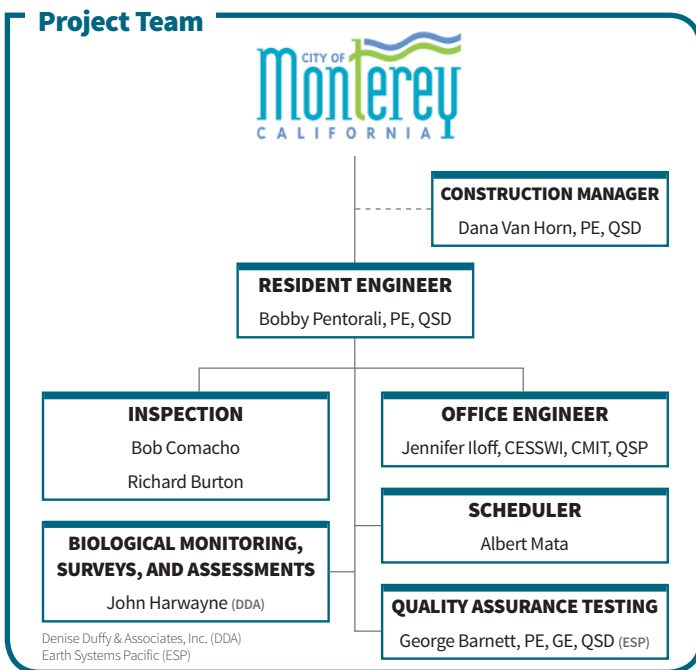 Project Team
CITY OF
Monterey
CALIFORNIA
CONSTRUCTION MANAGER
Dana Van Horn, PE, QSD
RESIDENT ENGINEER
Bobby Pentorali, PE, QSD
INSPECTION
Bob Comacho
Richard Burton
OFFICE ENGINEER
Jennifer Iloff, CESSWI, CMIT, QSP
SCHEDULER
Albert Mata
BIOLOGICAL MONITORING,
SURVEYS, AND ASSESSMENTS
John Harwayne (DDA)
QUALITY ASSURANCE TESTING
George Barnett, PE, GE, QSD (ESP)
Denise Duffy & Associates, Inc. (DDA)
Earth Systems Pacific (ESP)